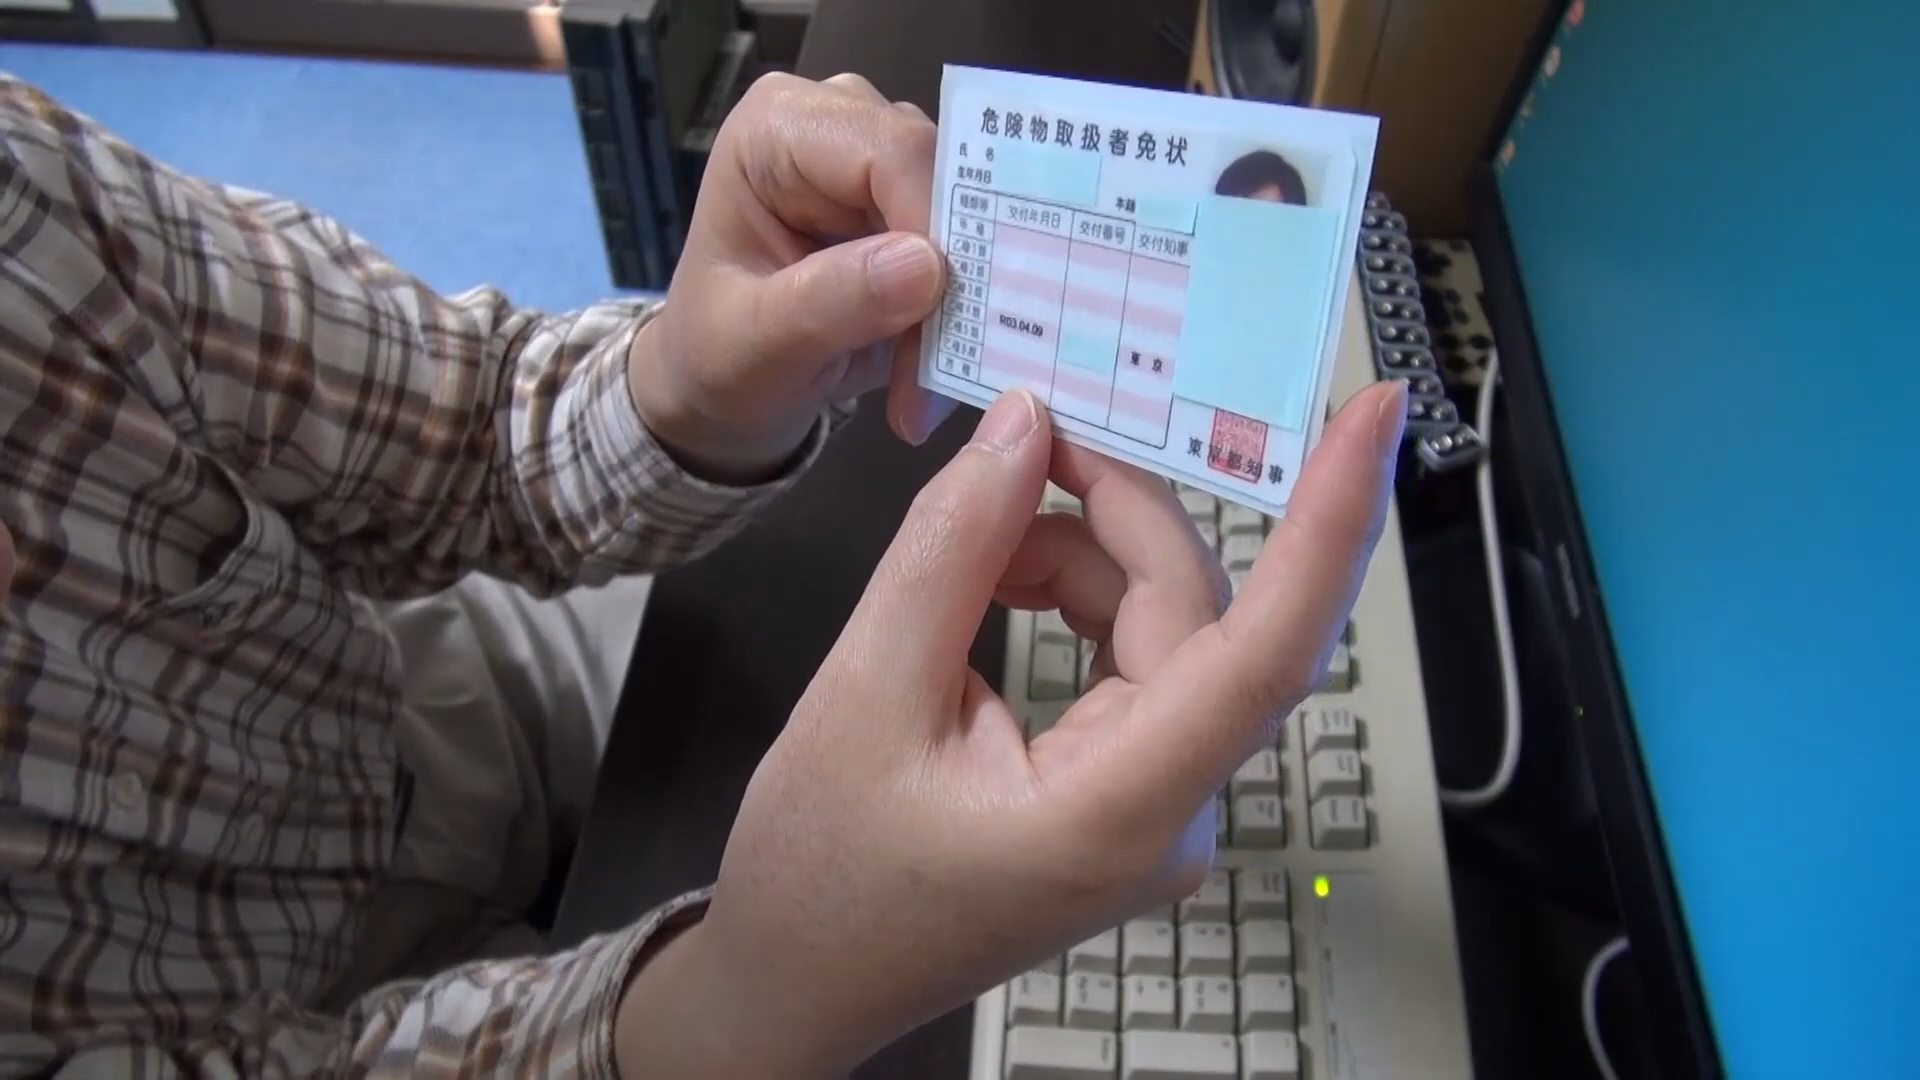 危険物取扱者免状
氏 名
生年月日
本籍
種類等 交付年月日 交付番号 交付知事
甲 種
乙種1類
乙種2類
乙種3類
乙種4類 R03.04.09 東 京
乙種5類
乙種6類
丙 種
東京都知事